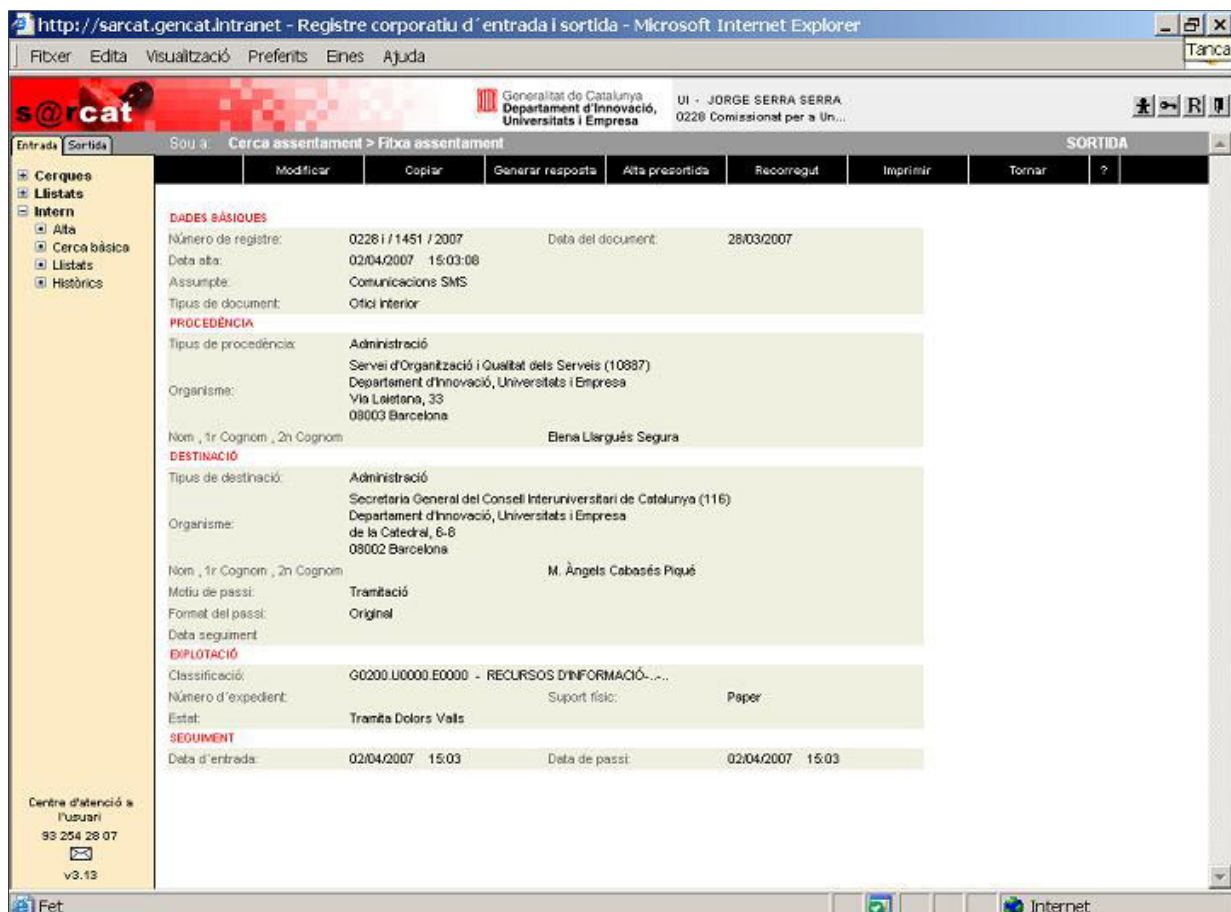 http://sarcat.gencat.intranet - Registre corporatiu d´entrada i sortida - Microsoft Internet Explorer
Tanca
Fitxer Edita Visualització Preferits Eines Ajuda
s@rcat
Generalitat de Catalunya
Departament d'Innovació,
Universitats i Empresa
UI - JORGE SERRA SERRA
0228 Comissionat per a Un...
R
Entrada Sortida
Sou a: Cerca assentament > Fitxa assentament SORTIDA
Modificar Copiar Generar resposta Alta presortida Recorregut Imprimir Tornar ?
Cerques
Llistats
Intern
Alta
Cerca bàsica
Llistats
Històrics
DADES BÀSIQUES
Número de registre: 0228 i / 1451 / 2007 Data del document: 28/03/2007
Data alta: 02/04/2007 15:03:08
Assumpte: Comunicacions SMS
Tipus de document: Ofici interior
PROCEDÈNCIA
Tipus de procedència: Administració
Organisme: Servei d'Organització i Qualitat dels Serveis (10887)
Departament d'Innovació, Universitats i Empresa
Via Laietana, 33
08003 Barcelona
Nom , 1r Cognom , 2n Cognom Elena Llargués Segura
DESTINACIÓ
Tipus de destinació: Administració
Organisme: Secretaria General del Consell Interuniversitari de Catalunya (116)
Departament d'Innovació, Universitats i Empresa
de la Catedral, 6-8
08002 Barcelona
Nom , 1r Cognom , 2n Cognom M. Àngels Cabasés Piqué
Motiu de passi: Tramitació
Format del passi: Original
Data seguiment
EXPLOTACIÓ
Classificació: G0200.U0000.E0000 - RECURSOS D'INFORMACIÓ-..-..
Número d´expedient: Suport físic: Paper
Estat: Tramita Dolors Valls
SEGUIMENT
Data d´entrada: 02/04/2007 15:03 Data de passi: 02/04/2007 15:03
Centre d'atenció a
l'usuari
93 254 28 07
v3.13
Fet Internet